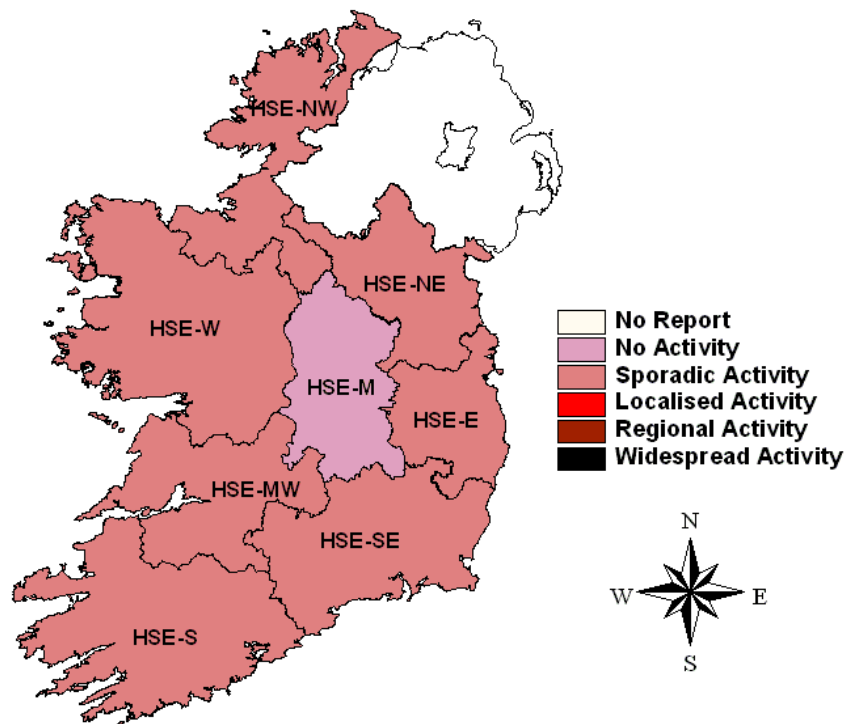 HSE-NW
HSE-NE
HSE-W
HSE-M
HSE-E
HSE-MW
HSE-SE
HSE-S
No Report
No Activity
Sporadic Activity
Localised Activity
Regional Activity
Widespread Activity
N
W E
S